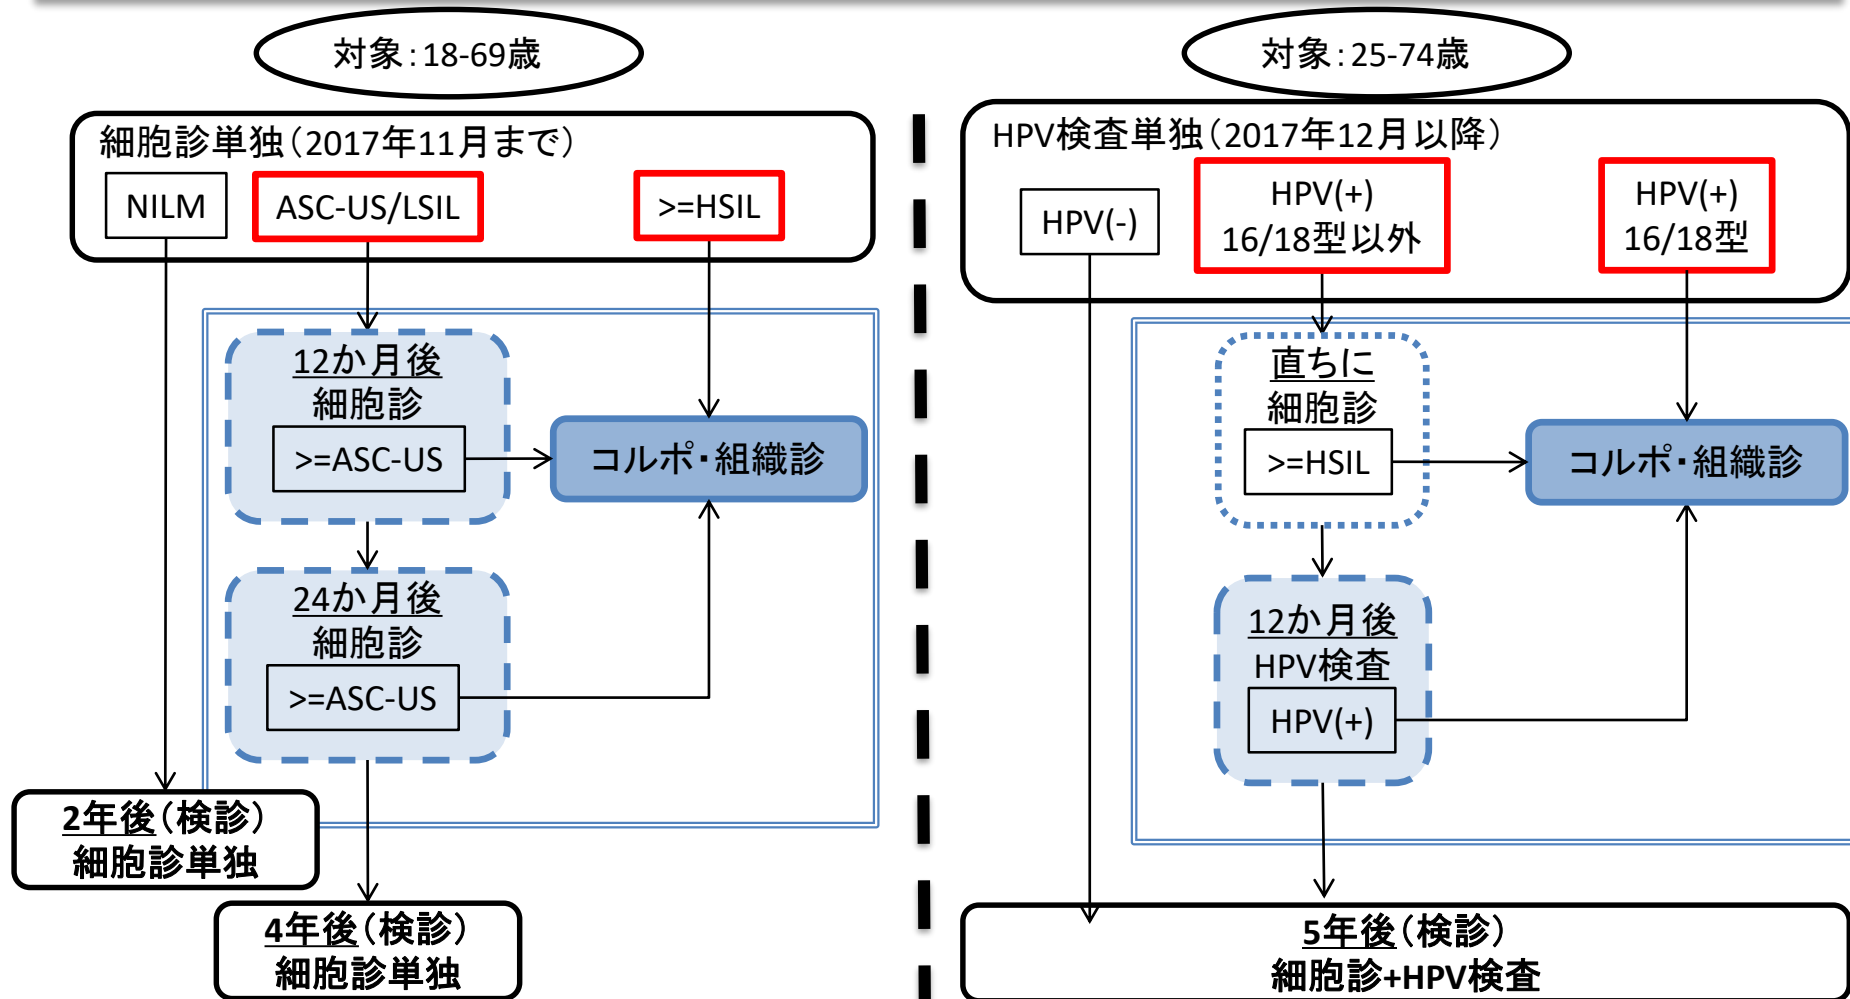 対象：18-69歳
細胞診単独（2017年11月まで）
NILM
ASC-US/LSIL
>=HSIL
12か月後
細胞診
>=ASC-US
コルポ・組織診
24か月後
細胞診
>=ASC-US
2年後（検診）
細胞診単独
4年後（検診）
細胞診単独
対象：25-74歳
HPV検査単独（2017年12月以降）
HPV(-)
HPV(+)
16/18型以外
HPV(+)
16/18型
直ちに
細胞診
>=HSIL
コルポ・組織診
12か月後
HPV検査
HPV(+)
5年後（検診）
細胞診+HPV検査